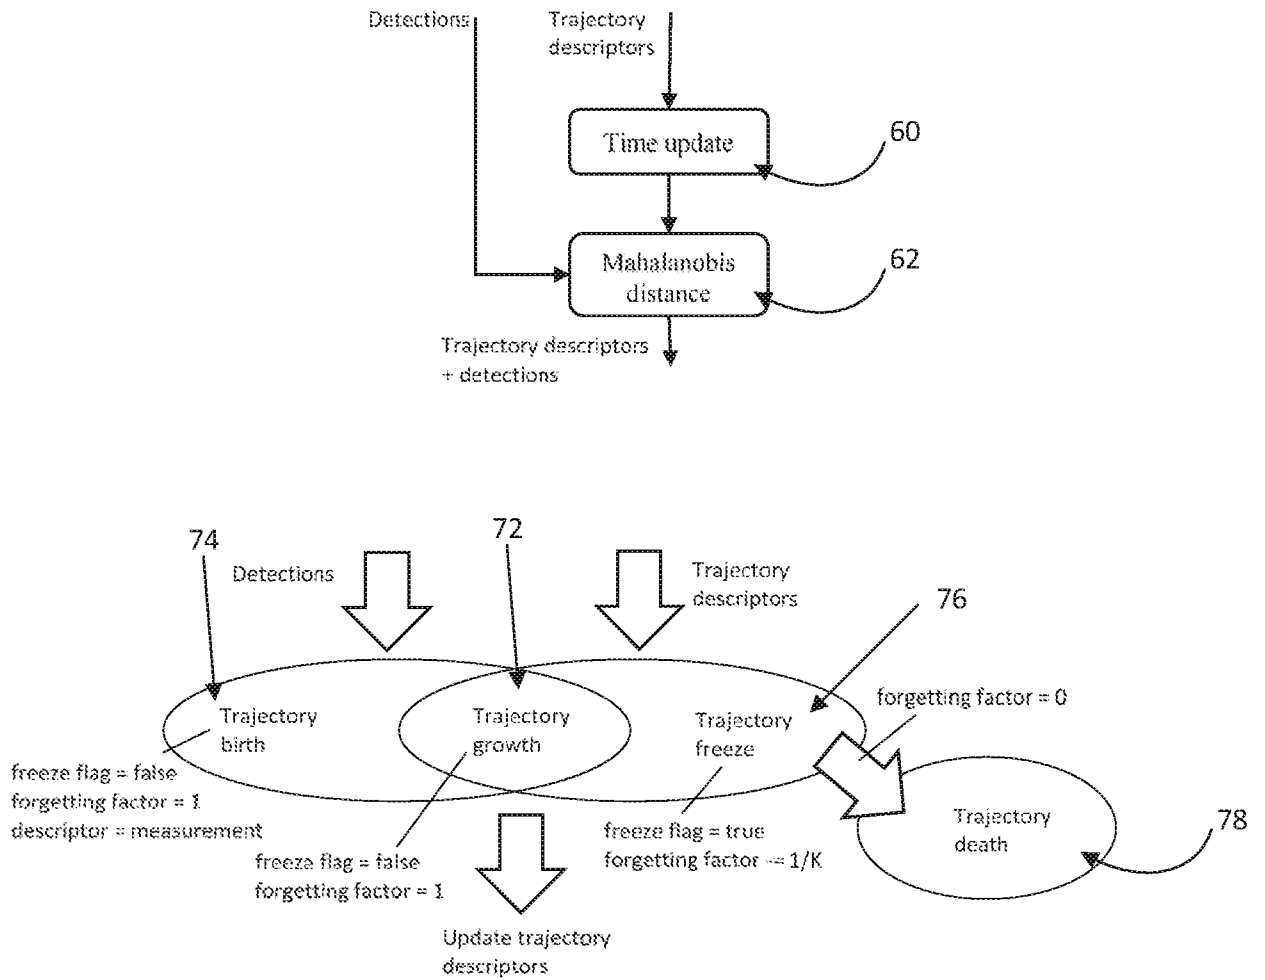 Detections
Trajectory
descriptors
Time update
60
Mahalanobis
distance
62
Trajectory descriptors
+ detections
74
72
Detections
Trajectory
descriptors
76
forgetting factor = 0
Trajectory
birth
Trajectory
growth
Trajectory
freeze
freeze flag = false
forgetting factor = 1
descriptor = measurement
freeze flag = false
forgetting factor = 1
freeze flag = true
forgetting factor -= 1/K
Trajectory
death
78
Update trajectory
descriptors